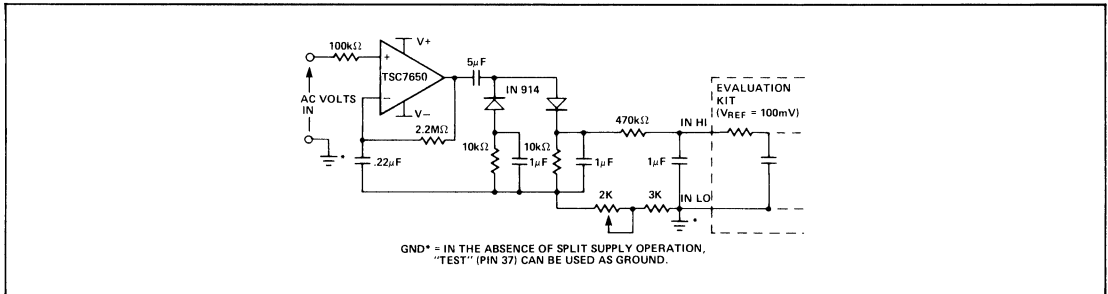 100kΩ
V+
+
TSC7650
−
V−
5μF
IN 914
AC VOLTS
IN
2.2MΩ
*
.22μF
10kΩ
1μF
10kΩ
1μF
470kΩ
1μF
IN HI
EVALUATION
KIT
(VREF = 100mV)
2K
3K
IN LO
*
GND* = IN THE ABSENCE OF SPLIT SUPPLY OPERATION,
"TEST" (PIN 37) CAN BE USED AS GROUND.